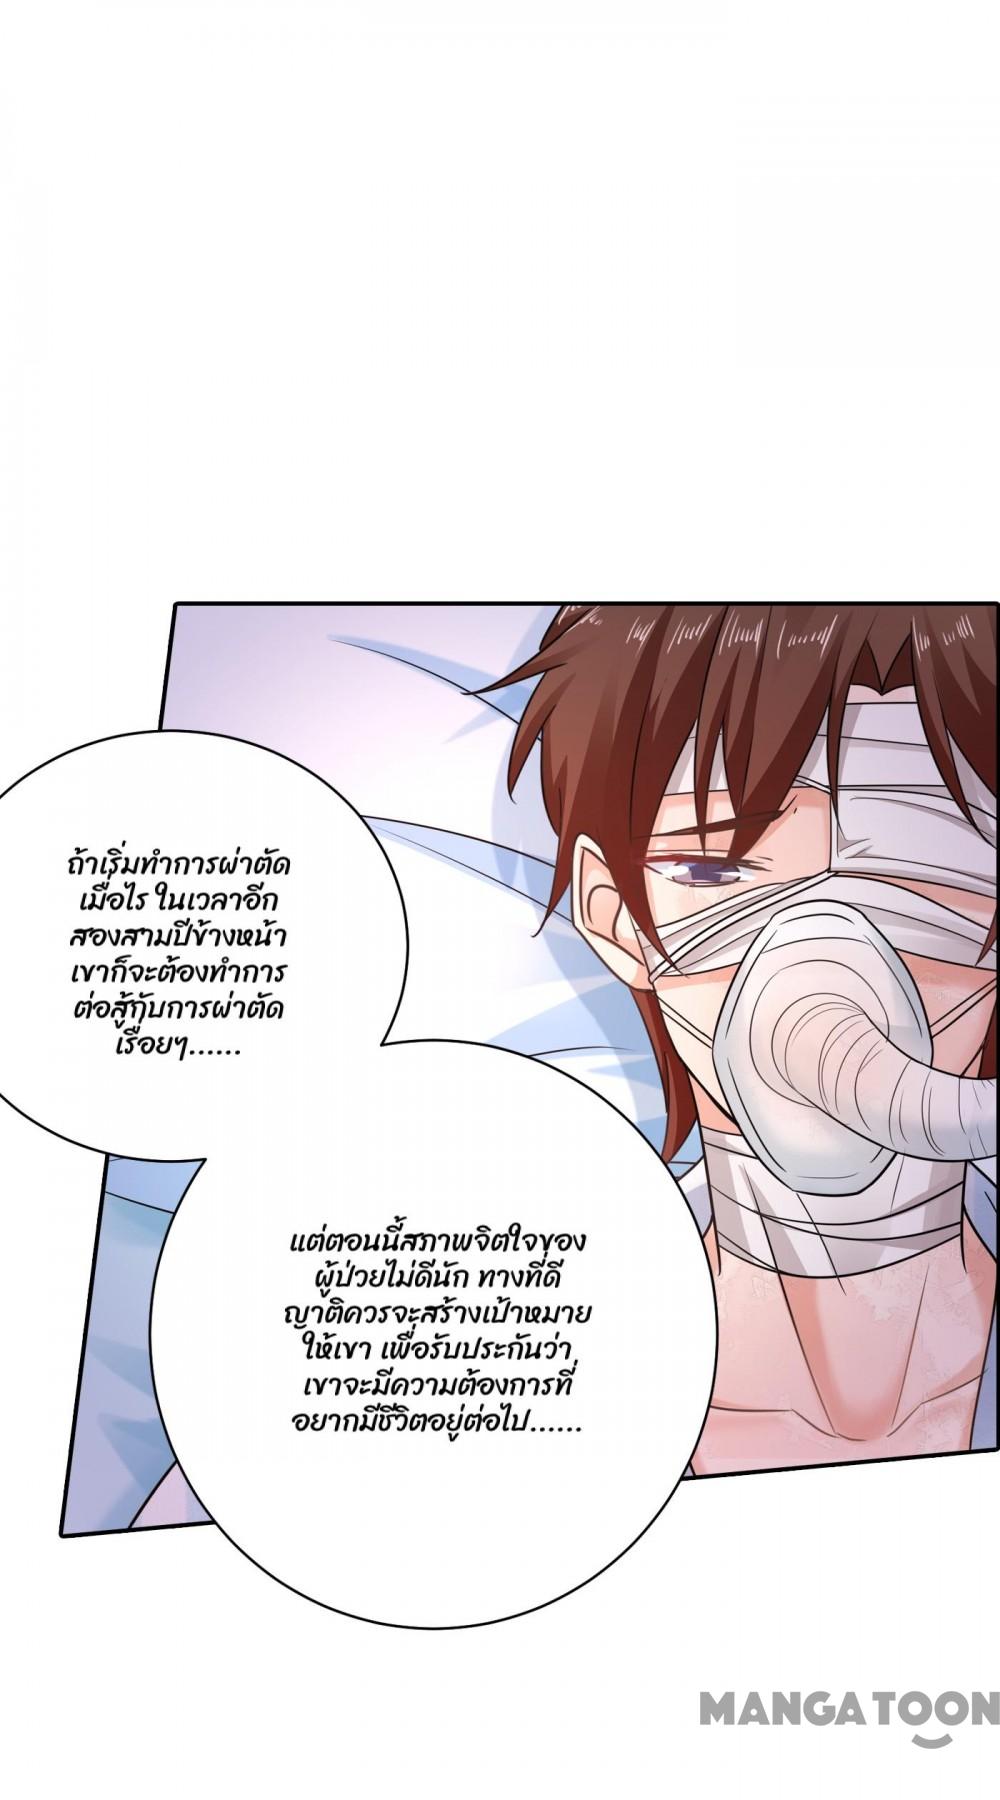 ถ้าเริ่มทำการผ่าตัด
เมื่อไร ในเวลาอีก
สองสามปีข้างหน้า
เขาก็จะต้องทำการ
ต่อสู้กับการผ่าตัด
เรื่อยๆ......
แต่ตอนนี้สภาพจิตใจของ
ผู้ป่วยไม่ดีนัก ทางที่ดี
ญาติควรจะสร้างเป้าหมาย
ให้เขา เพื่อรับประกันว่า
เขาจะมีความต้องการที่
อยากมีชีวิตอยู่ต่อไป......
MANGATOON